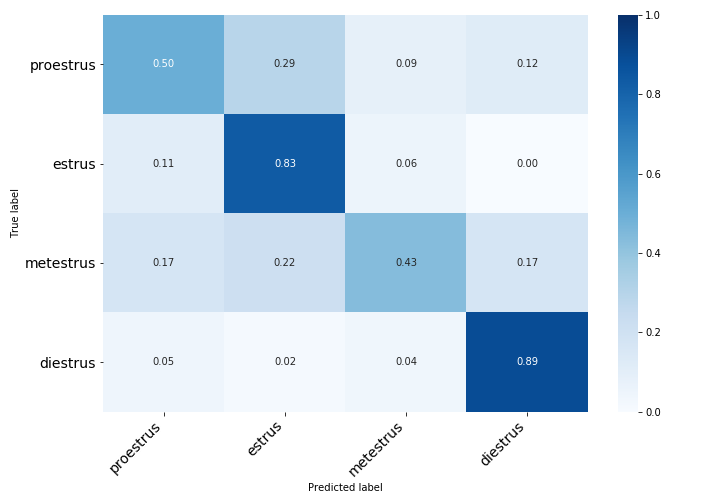 1.0
proestrus 0.50 0.29 0.09 0.12
0.8
estrus 0.11 0.83 0.06 0.00
0.6
True label
0.4
metestrus 0.17 0.22 0.43 0.17
0.2
diestrus 0.05 0.02 0.04 0.89
0.0
proestrus estrus metestrus diestrus
Predicted label